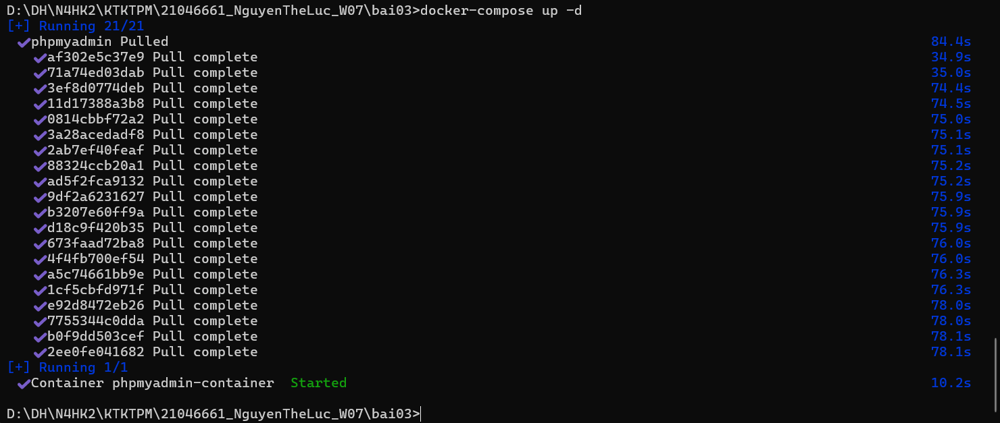 D:\DH\N4HK2\KTKTPM\21046661_NguyenTheLuc_W07\bai03>docker-compose up -d
[+] Running 21/21
✔phpmyadmin Pulled 84.4s
✔af302e5c37e9 Pull complete 34.9s
✔71a74ed03dab Pull complete 35.0s
✔3ef8d0774deb Pull complete 74.4s
✔11d17388a3b8 Pull complete 74.5s
✔0814cbbf72a2 Pull complete 75.0s
✔3a28acedadf8 Pull complete 75.1s
✔2ab7ef40feaf Pull complete 75.1s
✔88324ccb20a1 Pull complete 75.2s
✔ad5f2fca9132 Pull complete 75.2s
✔9df2a6231627 Pull complete 75.9s
✔b3207e60ff9a Pull complete 75.9s
✔d18c9f420b35 Pull complete 75.9s
✔673faad72ba8 Pull complete 76.0s
✔4f4fb700ef54 Pull complete 76.0s
✔a5c74661bb9e Pull complete 76.3s
✔1cf5cbfd971f Pull complete 76.3s
✔e92d8472eb26 Pull complete 78.0s
✔7755344c0dda Pull complete 78.0s
✔b0f9dd503cef Pull complete 78.1s
✔2ee0fe041682 Pull complete 78.1s
[+] Running 1/1
✔Container phpmyadmin-container Started 10.2s
D:\DH\N4HK2\KTKTPM\21046661_NguyenTheLuc_W07\bai03>